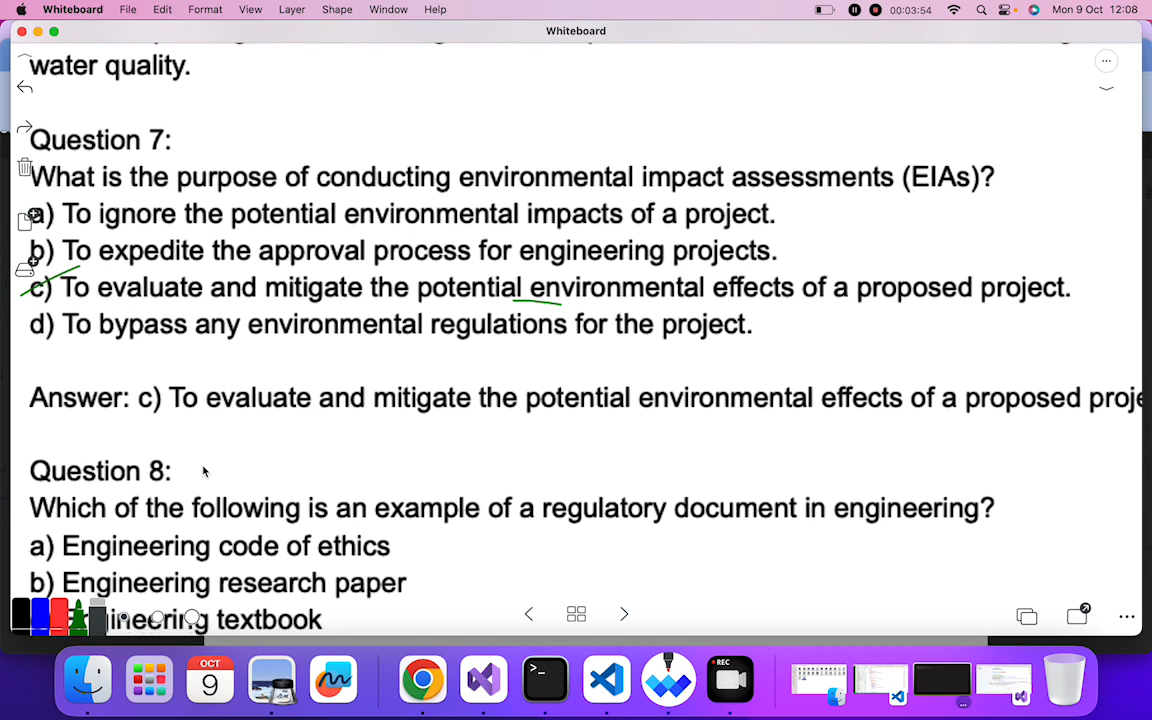 Whiteboard File Edit Format View Layer Shape Window Help 00:03:54 Mon 9 Oct 12:08
Whiteboard
water quality.
Question 7:
What is the purpose of conducting environmental impact assessments (EIAs)?
a) To ignore the potential environmental impacts of a project.
b) To expedite the approval process for engineering projects.
c) To evaluate and mitigate the potential environmental effects of a proposed project.
d) To bypass any environmental regulations for the project.
Answer: c) To evaluate and mitigate the potential environmental effects of a proposed proje
Question 8:
Which of the following is an example of a regulatory document in engineering?
a) Engineering code of ethics
b) Engineering research paper
Engineering textbook
OCT
9
REC